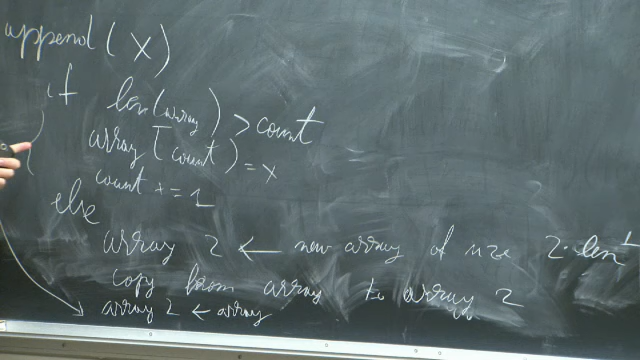 append (X)
if len(array) > count
array [count] = x
count += 1
else
array 2 ← new array of size 2·len
copy from array to array 2
array 2 ← array